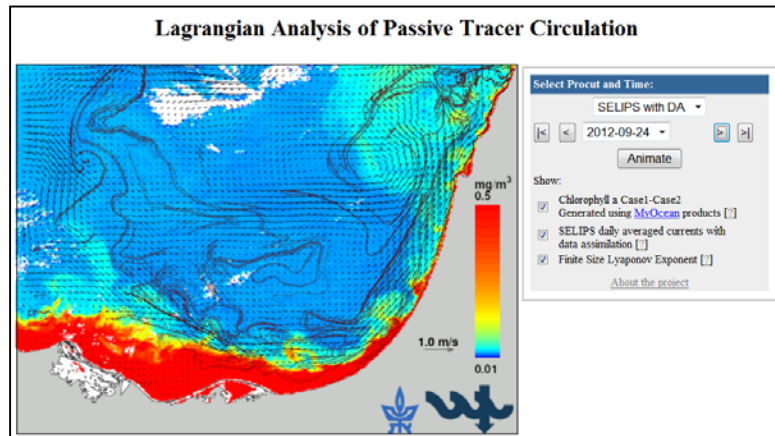 Lagrangian Analysis of Passive Tracer Circulation
mg/m³
0.5
0.01
1.0 m/s
Select Procut and Time:
SELIPS with DA
|< < 2012-09-24 > >|
Animate
Show:
Chlorophyll a Case1-Case2
Generated using MyOcean products [?]
SELIPS daily averaged currents with
data assimilation [?]
Finite Size Lyaponov Exponent [?]
About the project